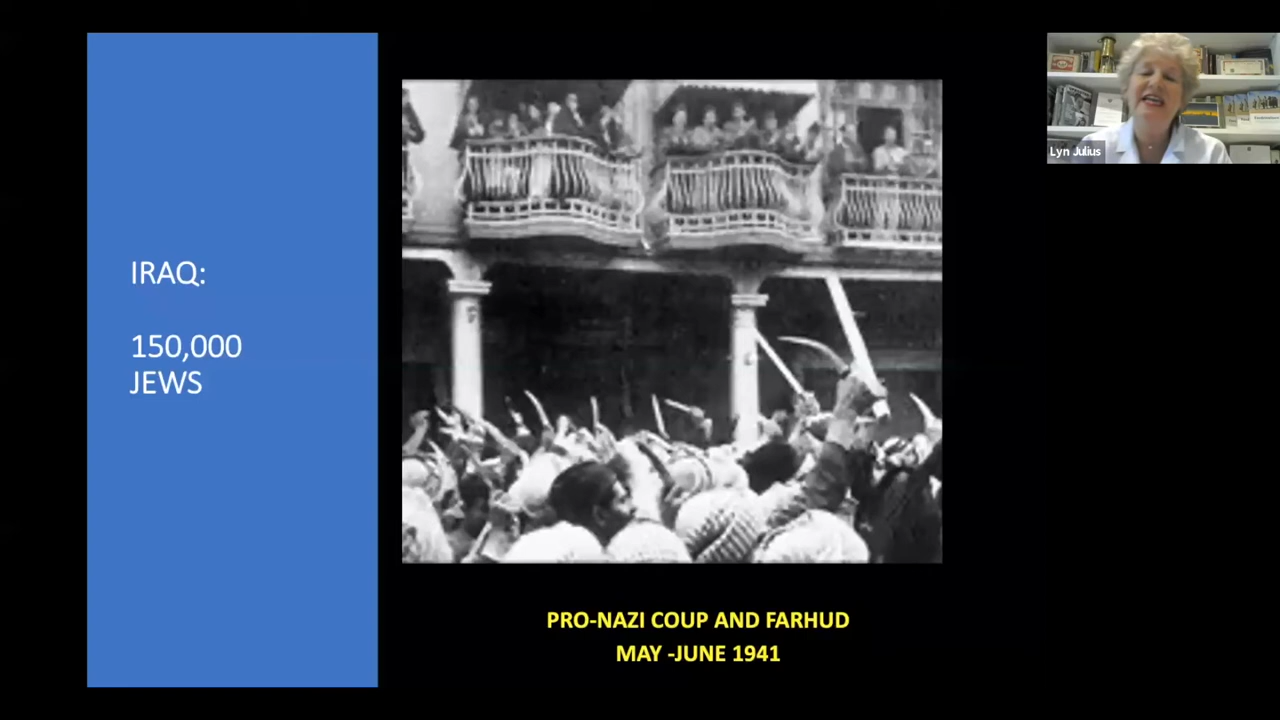 IRAQ:
150,000
JEWS
PRO-NAZI COUP AND FARHUD
MAY -JUNE 1941
Lyn Julius